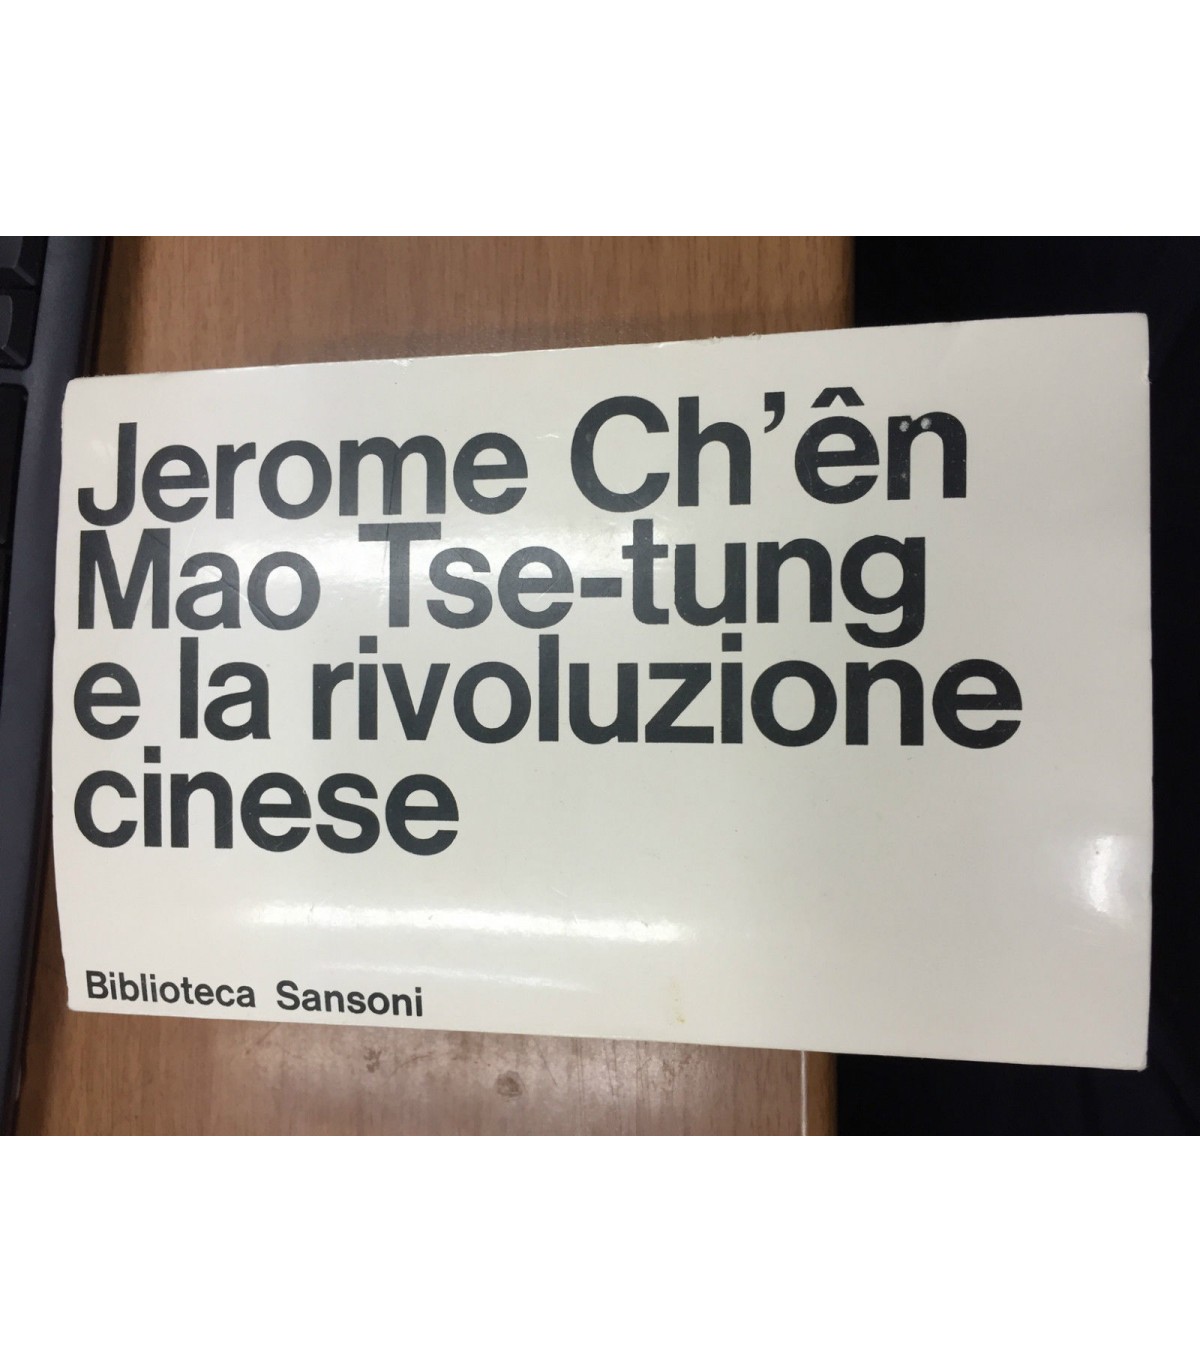 Jerome Ch'ên
Mao Tse-tung
e la rivoluzione
cinese
Biblioteca Sansoni